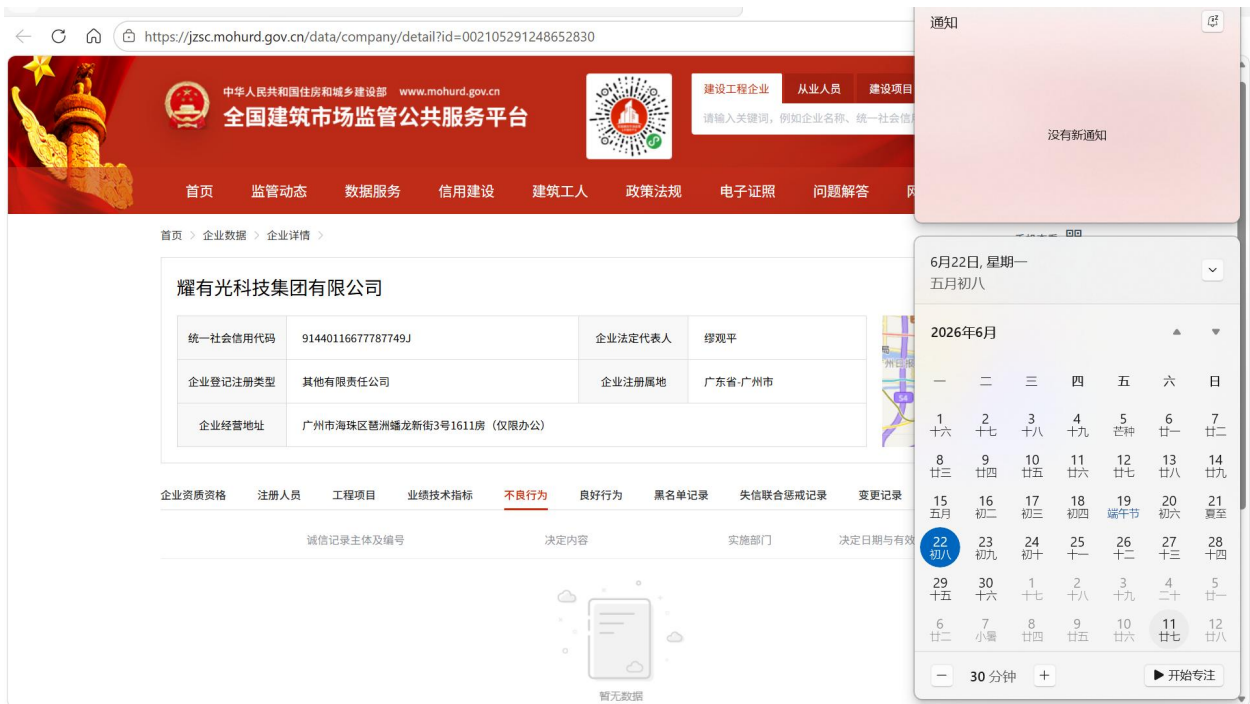 https://jzsc.mohurd.gov.cn/data/company/detail?id=002105291248652830
中华人民共和国住房和城乡建设部 www.mohurd.gov.cn
全国建筑市场监管公共服务平台
建设工程企业 从业人员 建设项目
请输入关键词，例如企业名称、统一社会信
首页 监管动态 数据服务 信用建设 建筑工人 政策法规 电子证照 问题解答
首页 > 企业数据 > 企业详情 >
耀有光科技集团有限公司
统一社会信用代码 91440116677787749J 企业法定代表人 缪观平
企业登记注册类型 其他有限责任公司 企业注册属地 广东省-广州市
企业经营地址 广州市海珠区琶洲蟠龙新街3号1611房（仅限办公）
S4
企业资质资格 注册人员 工程项目 业绩技术指标 不良行为 良好行为 黑名单记录 失信联合惩戒记录 变更记录
诚信记录主体及编号 决定内容 实施部门 决定日期与有效
暂无数据
通知
没有新通知
6月22日, 星期一
五月初八
2026年6月
一 二 三 四 五 六 日
1 2 3 4 5 6 7
十六 十七 十八 十九 芒种 廿一 廿二
8 9 10 11 12 13 14
廿三 廿四 廿五 廿六 廿七 廿八 廿九
15 16 17 18 19 20 21
五月 初二 初三 初四 端午节 初六 夏至
22 23 24 25 26 27 28
初八 初九 初十 十一 十二 十三 十四
29 30 1 2 3 4 5
十五 十六 十七 十八 十九 二十 廿一
6 7 8 9 10 11 12
廿二 小暑 廿四 廿五 廿六 廿七 廿八
30 分钟
开始专注